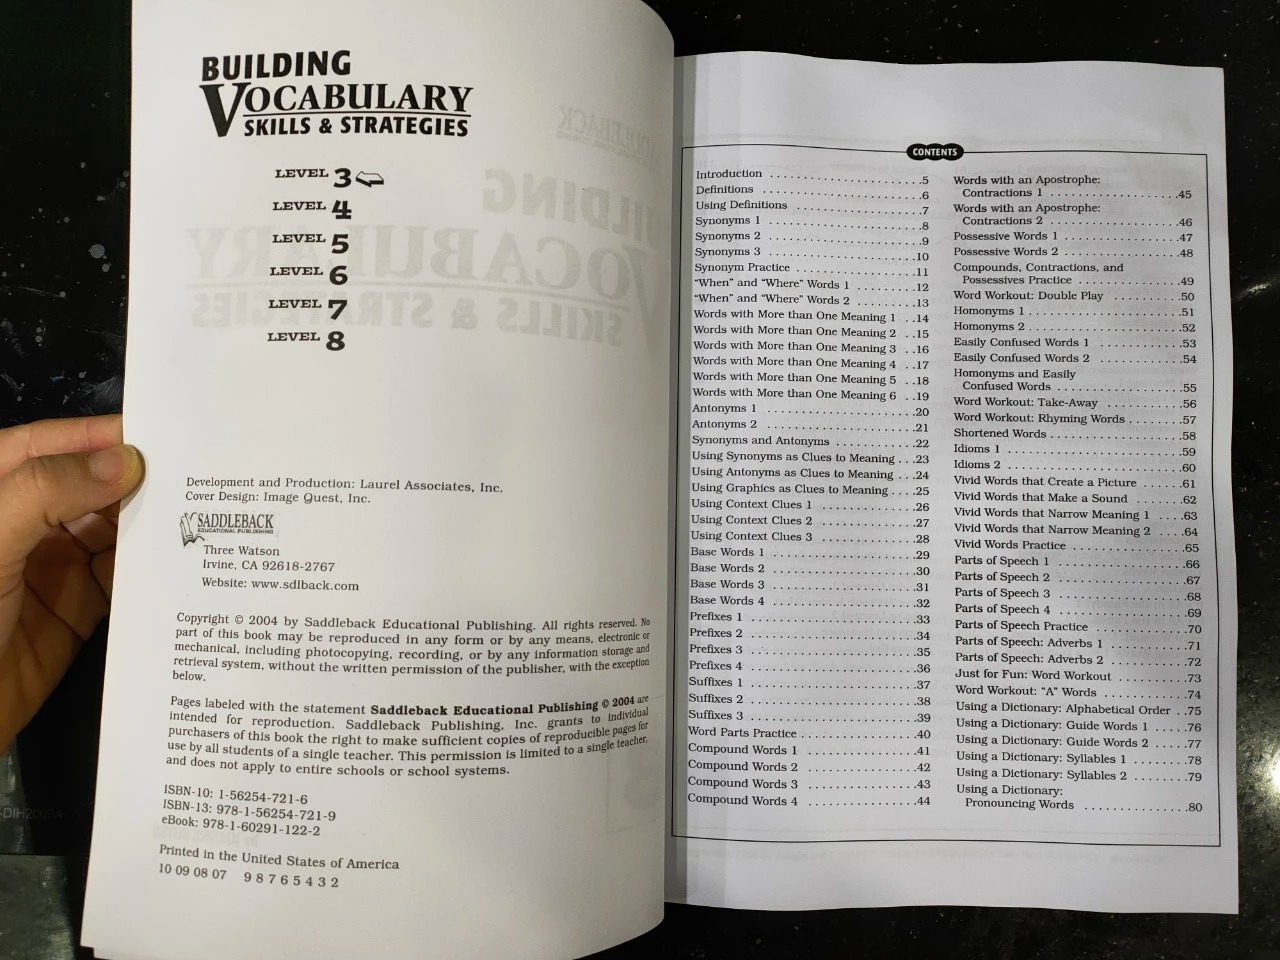 BUILDING
VOCABULARY
SKILLS & STRATEGIES
LEVEL 3
LEVEL 4
LEVEL 5
LEVEL 6
LEVEL 7
LEVEL 8
Development and Production: Laurel Associates, Inc.
Cover Design: Image Quest, Inc.
SADDLEBACK
EDUCATIONAL PUBLISHING
Three Watson
Irvine, CA 92618-2767
Website: www.sdlback.com
Copyright © 2004 by Saddleback Educational Publishing. All rights reserved. No
part of this book may be reproduced in any form or by any means, electronic or
mechanical, including photocopying, recording, or by any information storage and
retrieval system, without the written permission of the publisher, with the exception
below.
Pages labeled with the statement Saddleback Educational Publishing © 2004 are
intended for reproduction. Saddleback Publishing, Inc. grants to individual
purchasers of this book the right to make sufficient copies of reproducible pages for
use by all students of a single teacher. This permission is limited to a single teacher,
and does not apply to entire schools or school systems.
ISBN-10: 1-56254-721-6
ISBN-13: 978-1-56254-721-9
eBook: 978-1-60291-122-2
Printed in the United States of America
10 09 08 07 9 8 7 6 5 4 3 2
CONTENTS
Introduction . . . . . . . . . . . . . . . . . . . . .5
Definitions . . . . . . . . . . . . . . . . . . . . . .6
Using Definitions . . . . . . . . . . . . . . . . .7
Synonyms 1 . . . . . . . . . . . . . . . . . . . . .8
Synonyms 2 . . . . . . . . . . . . . . . . . . . . .9
Synonyms 3 . . . . . . . . . . . . . . . . . . . .10
Synonym Practice . . . . . . . . . . . . . . . .11
“When” and “Where” Words 1 . . . . . . . .12
“When” and “Where” Words 2 . . . . . . . .13
Words with More than One Meaning 1 . .14
Words with More than One Meaning 2 . .15
Words with More than One Meaning 3 . .16
Words with More than One Meaning 4 . .17
Words with More than One Meaning 5 . .18
Words with More than One Meaning 6 . .19
Antonyms 1 . . . . . . . . . . . . . . . . . . . .20
Antonyms 2 . . . . . . . . . . . . . . . . . . . .21
Synonyms and Antonyms . . . . . . . . . . .22
Using Synonyms as Clues to Meaning . . .23
Using Antonyms as Clues to Meaning . . .24
Using Graphics as Clues to Meaning . . . .25
Using Context Clues 1 . . . . . . . . . . . . .26
Using Context Clues 2 . . . . . . . . . . . . .27
Using Context Clues 3 . . . . . . . . . . . . .28
Base Words 1 . . . . . . . . . . . . . . . . . . .29
Base Words 2 . . . . . . . . . . . . . . . . . . .30
Base Words 3 . . . . . . . . . . . . . . . . . . .31
Base Words 4 . . . . . . . . . . . . . . . . . . .32
Prefixes 1 . . . . . . . . . . . . . . . . . . . . . .33
Prefixes 2 . . . . . . . . . . . . . . . . . . . . . .34
Prefixes 3 . . . . . . . . . . . . . . . . . . . . . .35
Prefixes 4 . . . . . . . . . . . . . . . . . . . . . .36
Suffixes 1 . . . . . . . . . . . . . . . . . . . . . .37
Suffixes 2 . . . . . . . . . . . . . . . . . . . . . .38
Suffixes 3 . . . . . . . . . . . . . . . . . . . . . .39
Word Parts Practice . . . . . . . . . . . . . . .40
Compound Words 1 . . . . . . . . . . . . . . .41
Compound Words 2 . . . . . . . . . . . . . . .42
Compound Words 3 . . . . . . . . . . . . . . .43
Compound Words 4 . . . . . . . . . . . . . . .44
Words with an Apostrophe:
Contractions 1 . . . . . . . . . . . . . . . . .45
Words with an Apostrophe:
Contractions 2 . . . . . . . . . . . . . . . . .46
Possessive Words 1 . . . . . . . . . . . . . . .47
Possessive Words 2 . . . . . . . . . . . . . . .48
Compounds, Contractions, and
Possessives Practice . . . . . . . . . . . . .49
Word Workout: Double Play . . . . . . . . .50
Homonyms 1 . . . . . . . . . . . . . . . . . . . .51
Homonyms 2 . . . . . . . . . . . . . . . . . . . .52
Easily Confused Words 1 . . . . . . . . . . .53
Easily Confused Words 2 . . . . . . . . . . .54
Homonyms and Easily
Confused Words . . . . . . . . . . . . . . . .55
Word Workout: Take-Away . . . . . . . . . .56
Word Workout: Rhyming Words . . . . . . .57
Shortened Words . . . . . . . . . . . . . . . . .58
Idioms 1 . . . . . . . . . . . . . . . . . . . . . . .59
Idioms 2 . . . . . . . . . . . . . . . . . . . . . . .60
Vivid Words that Create a Picture . . . . .61
Vivid Words that Make a Sound . . . . . .62
Vivid Words that Narrow Meaning 1 . . . .63
Vivid Words that Narrow Meaning 2 . . . .64
Vivid Words Practice . . . . . . . . . . . . . .65
Parts of Speech 1 . . . . . . . . . . . . . . . .66
Parts of Speech 2 . . . . . . . . . . . . . . . .67
Parts of Speech 3 . . . . . . . . . . . . . . . .68
Parts of Speech 4 . . . . . . . . . . . . . . . .69
Parts of Speech Practice . . . . . . . . . . .70
Parts of Speech: Adverbs 1 . . . . . . . . .71
Parts of Speech: Adverbs 2 . . . . . . . . .72
Just for Fun: Word Workout . . . . . . . . .73
Word Workout: “A” Words . . . . . . . . . .74
Using a Dictionary: Alphabetical Order . .75
Using a Dictionary: Guide Words 1 . . . . .76
Using a Dictionary: Guide Words 2 . . . . .77
Using a Dictionary: Syllables 1 . . . . . . .78
Using a Dictionary: Syllables 2 . . . . . . .79
Using a Dictionary:
Pronouncing Words . . . . . . . . . . . . .80